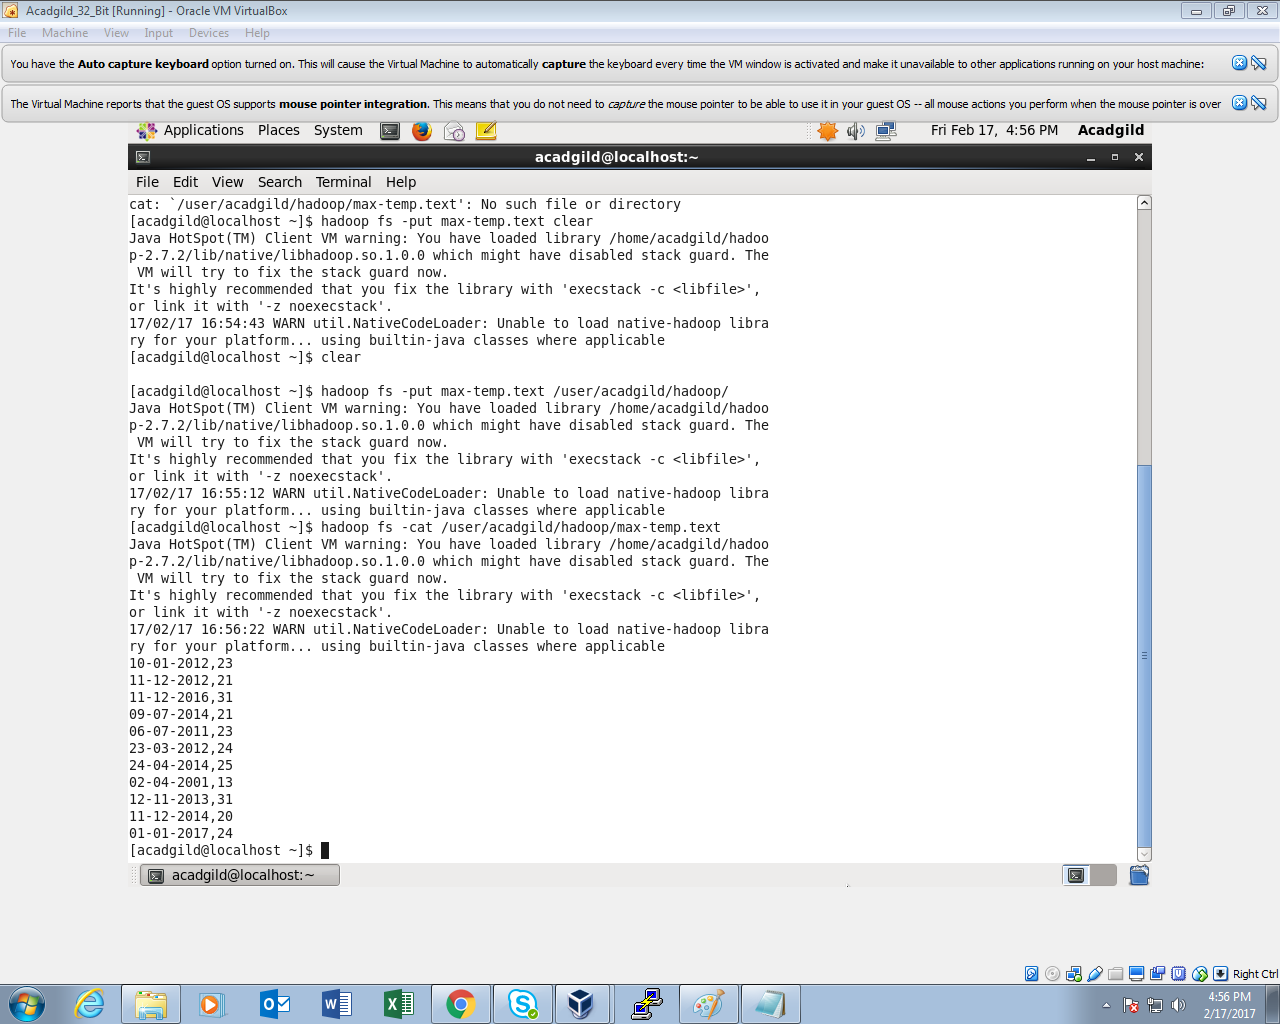 Acadgild_32_Bit [Running] - Oracle VM VirtualBox
File Machine View Input Devices Help
You have the Auto capture keyboard option turned on. This will cause the Virtual Machine to automatically capture the keyboard every time the VM window is activated and make it unavailable to other applications running on your host machine:
The Virtual Machine reports that the guest OS supports mouse pointer integration. This means that you do not need to capture the mouse pointer to be able to use it in your guest OS -- all mouse actions you perform when the mouse pointer is over
Applications Places System Fri Feb 17, 4:56 PM Acadgild
acadgild@localhost:~
File Edit View Search Terminal Help
cat: `/user/acadgild/hadoop/max-temp.text': No such file or directory
[acadgild@localhost ~]$ hadoop fs -put max-temp.text clear
Java HotSpot(TM) Client VM warning: You have loaded library /home/acadgild/hadoo
p-2.7.2/lib/native/libhadoop.so.1.0.0 which might have disabled stack guard. The
 VM will try to fix the stack guard now.
It's highly recommended that you fix the library with 'execstack -c <libfile>',
or link it with '-z noexecstack'.
17/02/17 16:54:43 WARN util.NativeCodeLoader: Unable to load native-hadoop libra
ry for your platform... using builtin-java classes where applicable
[acadgild@localhost ~]$ clear
[acadgild@localhost ~]$ hadoop fs -put max-temp.text /user/acadgild/hadoop/
Java HotSpot(TM) Client VM warning: You have loaded library /home/acadgild/hadoo
p-2.7.2/lib/native/libhadoop.so.1.0.0 which might have disabled stack guard. The
 VM will try to fix the stack guard now.
It's highly recommended that you fix the library with 'execstack -c <libfile>',
or link it with '-z noexecstack'.
17/02/17 16:55:12 WARN util.NativeCodeLoader: Unable to load native-hadoop libra
ry for your platform... using builtin-java classes where applicable
[acadgild@localhost ~]$ hadoop fs -cat /user/acadgild/hadoop/max-temp.text
Java HotSpot(TM) Client VM warning: You have loaded library /home/acadgild/hadoo
p-2.7.2/lib/native/libhadoop.so.1.0.0 which might have disabled stack guard. The
 VM will try to fix the stack guard now.
It's highly recommended that you fix the library with 'execstack -c <libfile>',
or link it with '-z noexecstack'.
17/02/17 16:56:22 WARN util.NativeCodeLoader: Unable to load native-hadoop libra
ry for your platform... using builtin-java classes where applicable
10-01-2012,23
11-12-2012,21
11-12-2016,31
09-07-2014,21
06-07-2011,23
23-03-2012,24
24-04-2014,25
02-04-2001,13
12-11-2013,31
11-12-2014,20
01-01-2017,24
[acadgild@localhost ~]$
acadgild@localhost:~
Right Ctrl
4:56 PM
2/17/2017